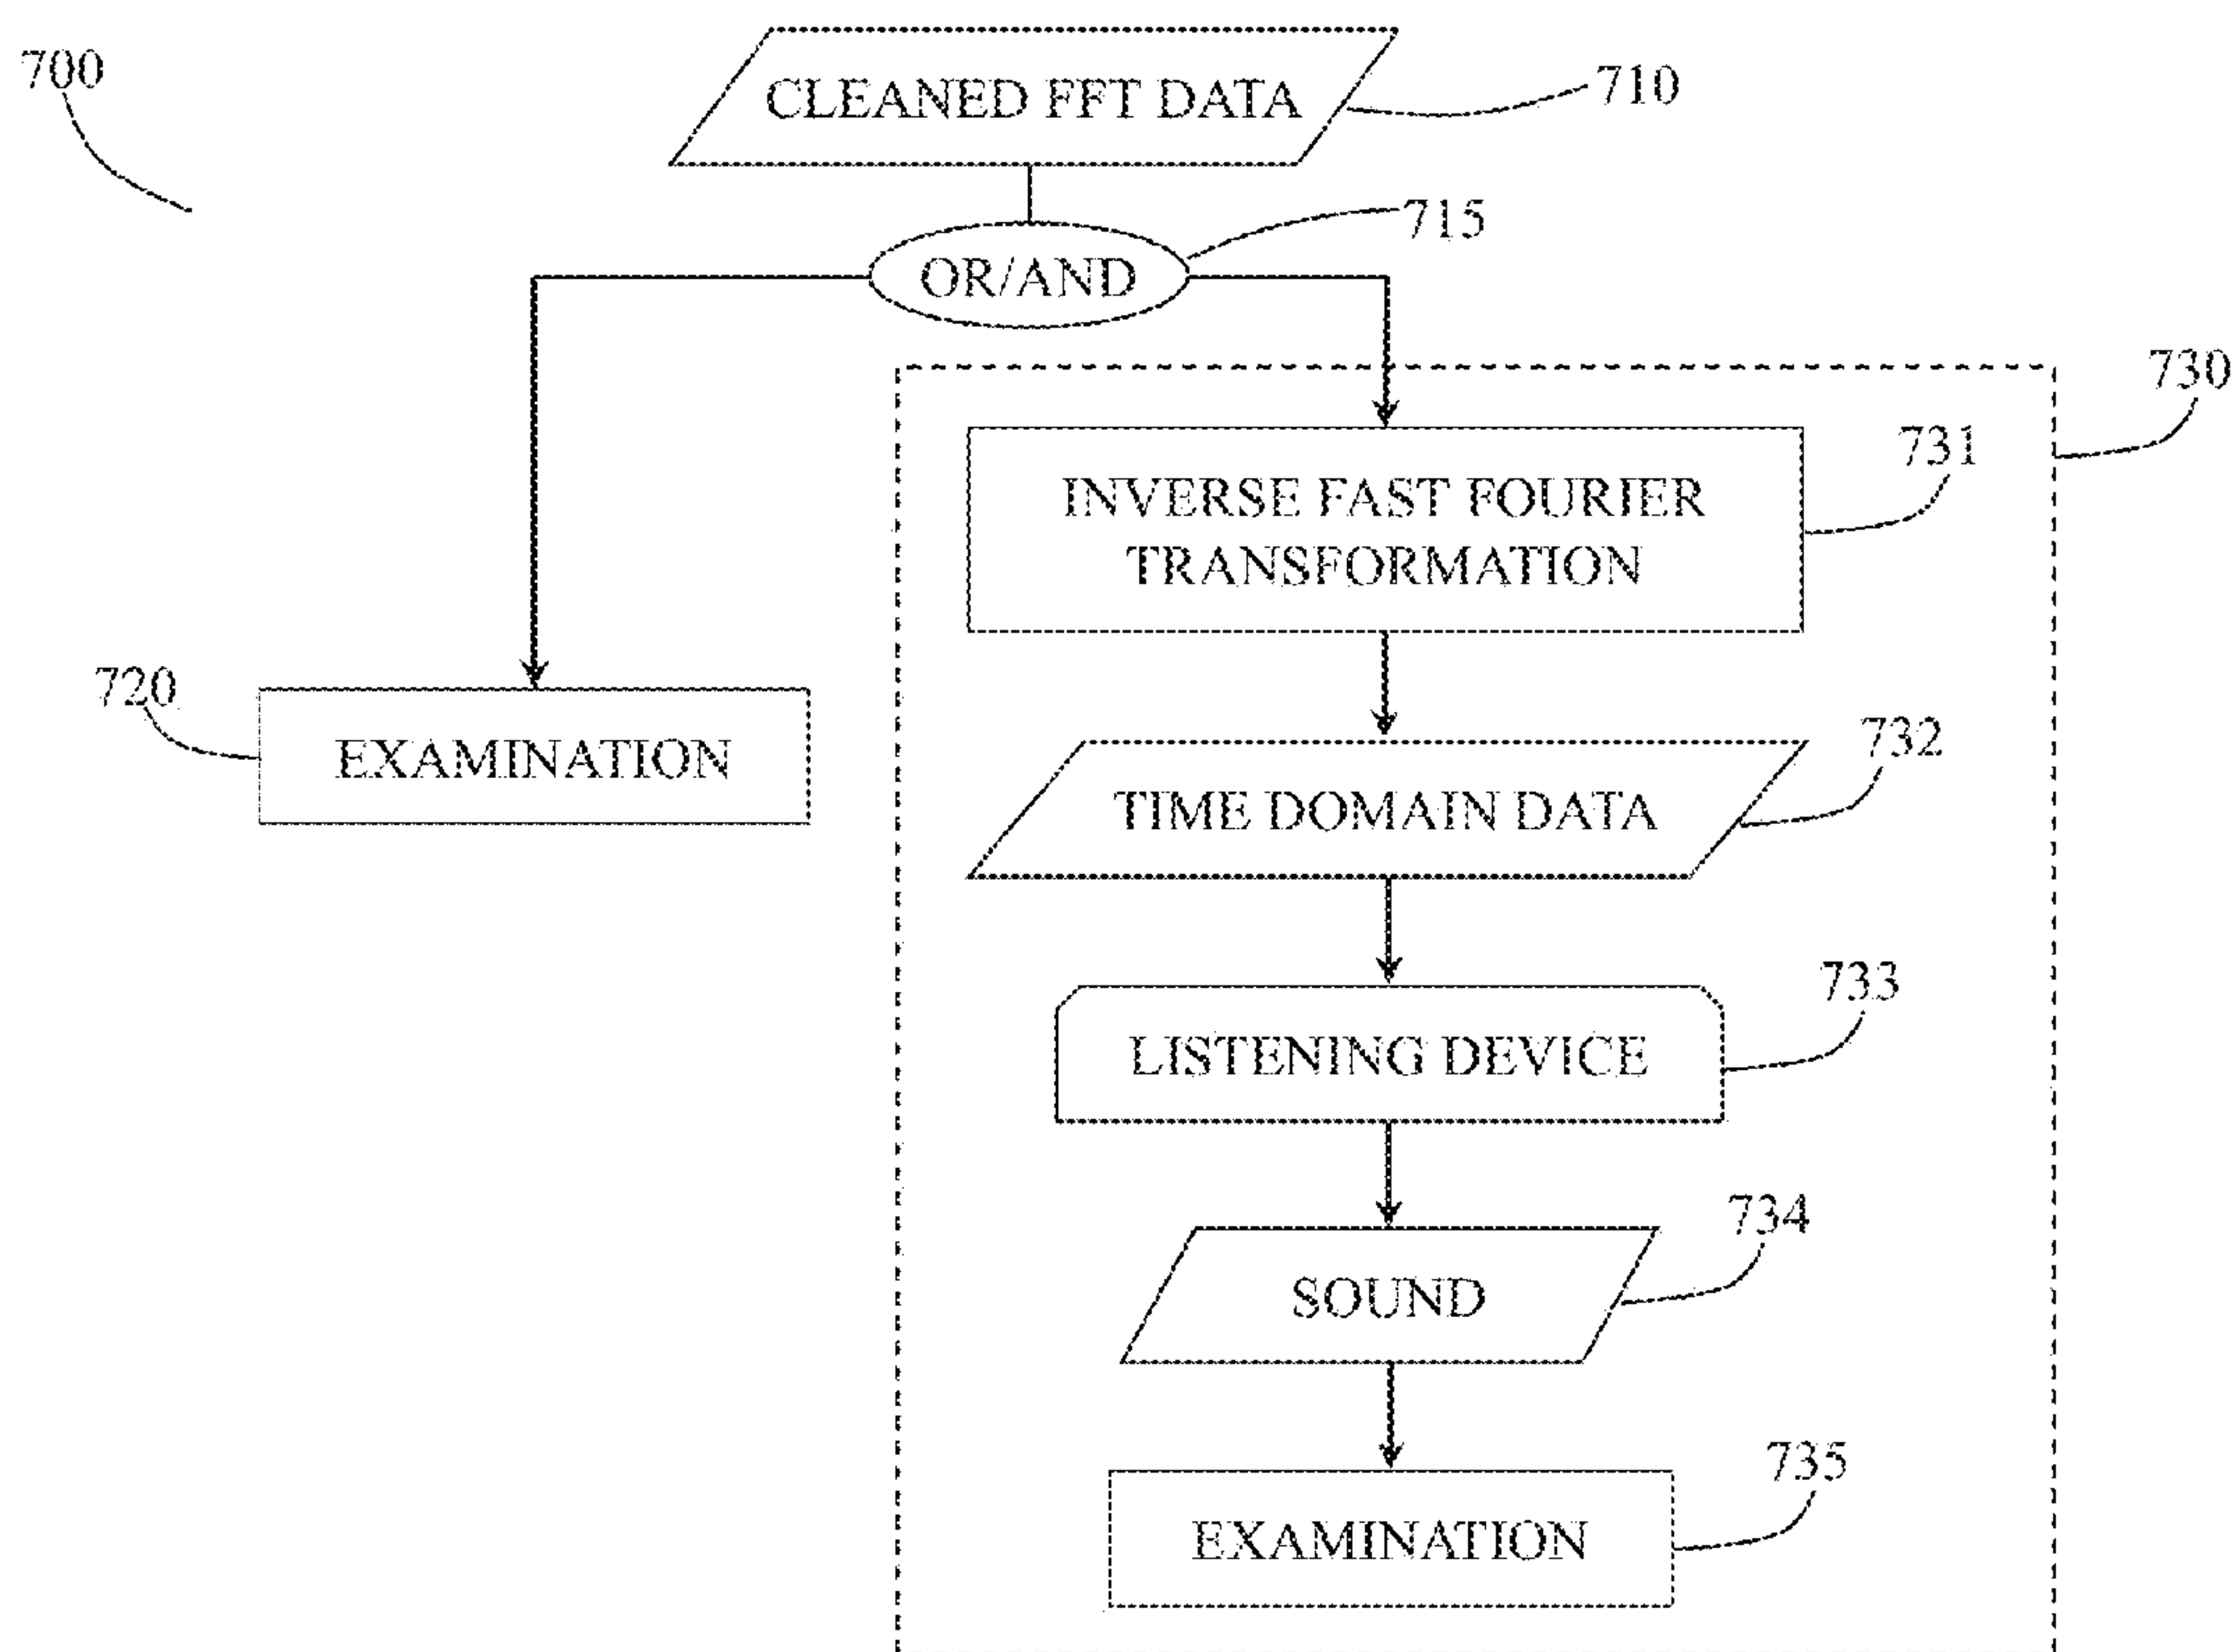 700
CLEANED FFT DATA
710
715
OR/AND
730
731
INVERSE FAST FOURIER
TRANSFORMATION
720
EXAMINATION
732
TIME DOMAIN DATA
733
LISTENING DEVICE
734
SOUND
735
EXAMINATION